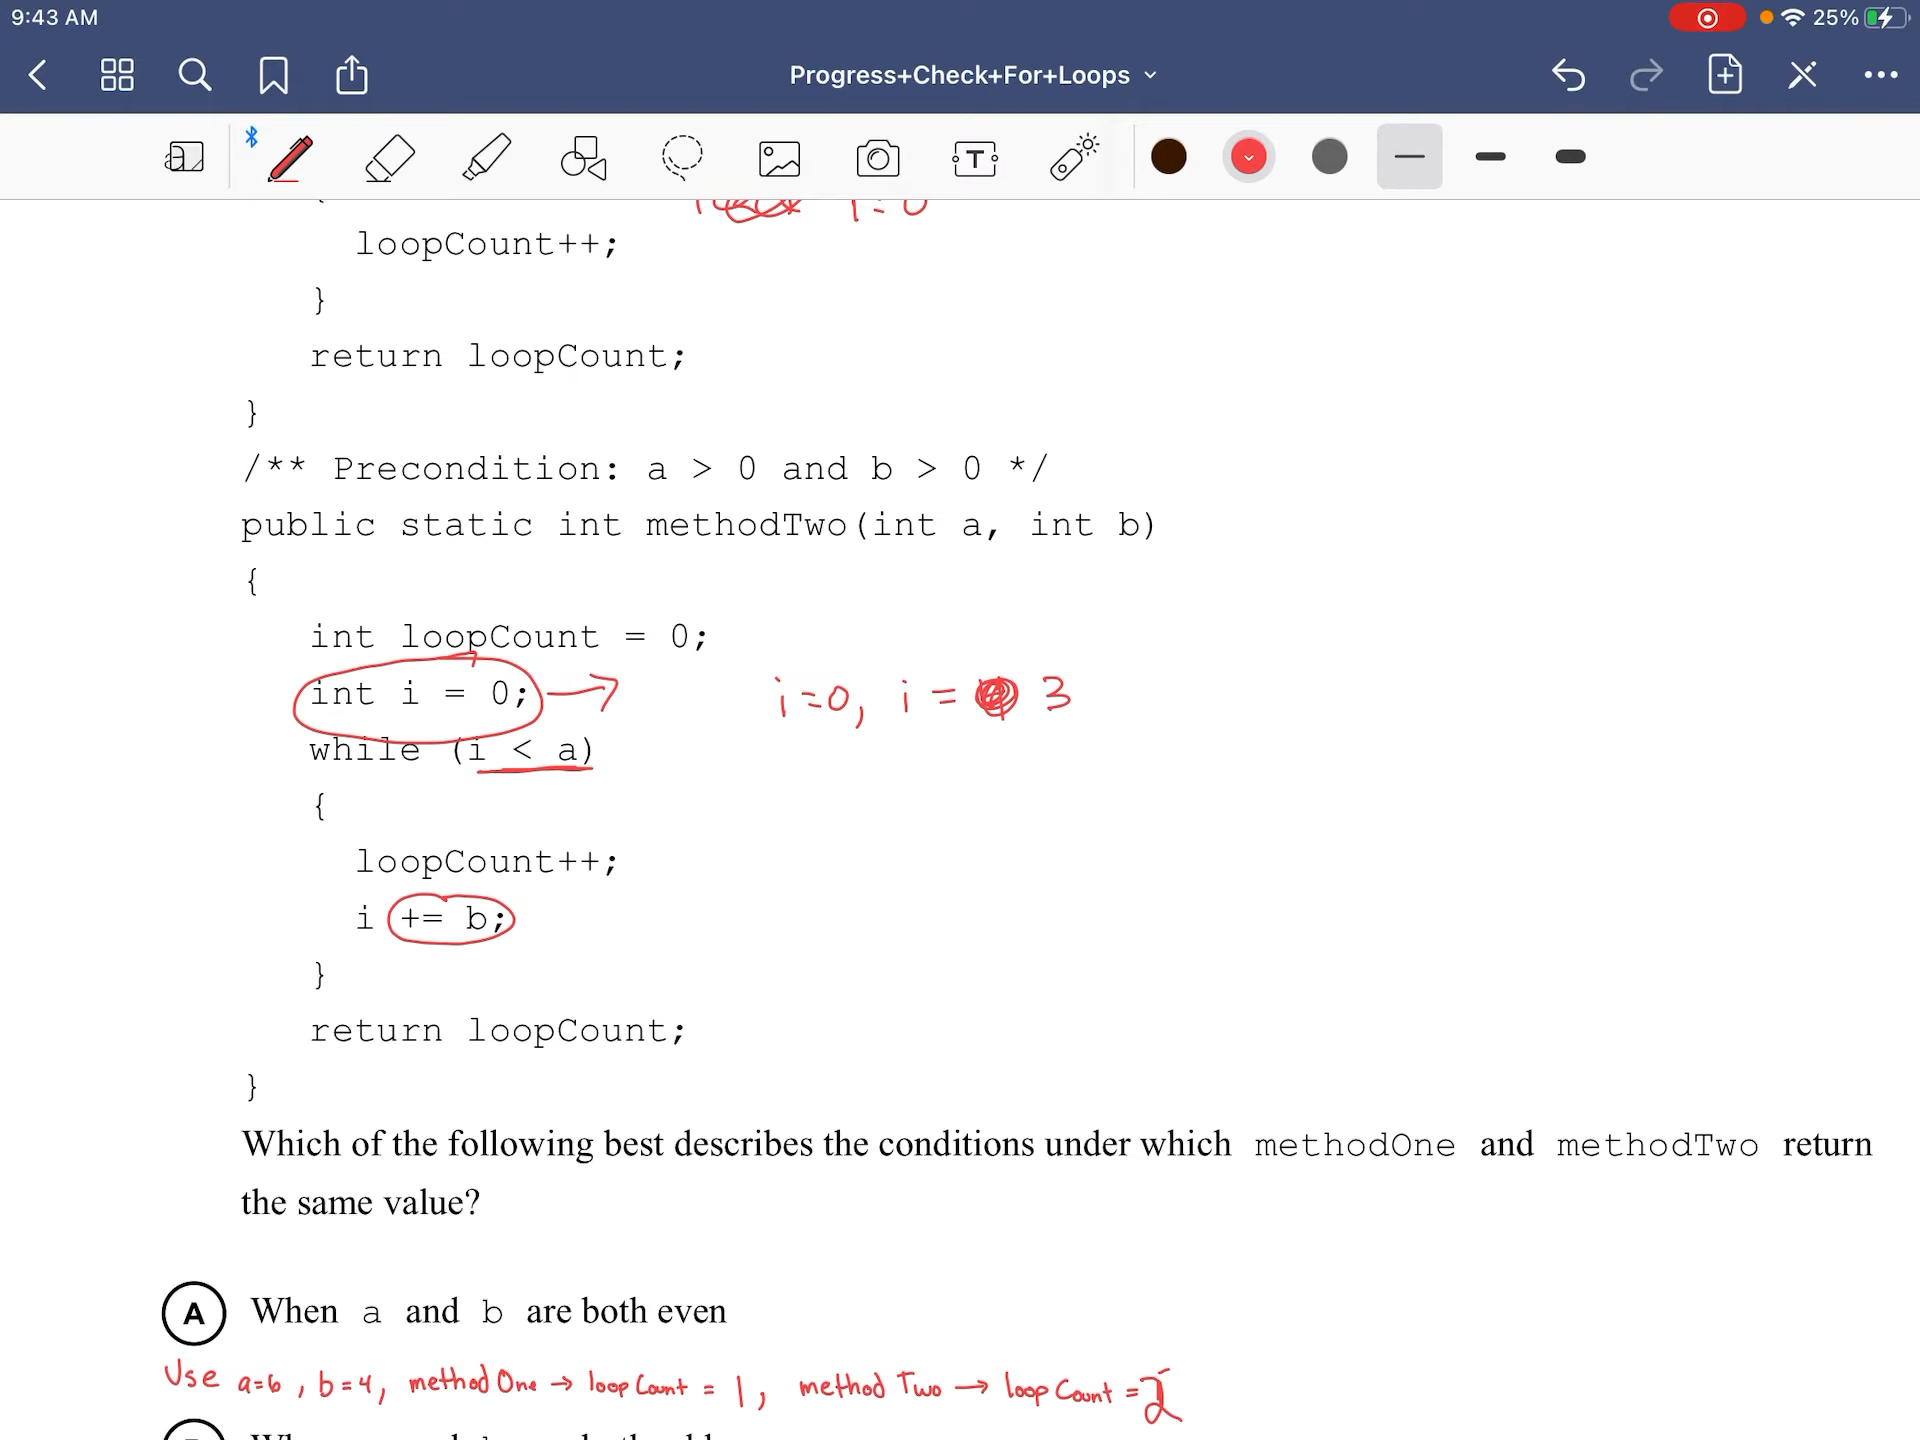 9:43 AM
25%
Progress+Check+For+Loops
a
T
i = 0
loopCount++;
}
return loopCount;
}
/** Precondition: a > 0 and b > 0 */
public static int methodTwo(int a, int b)
{
int loopCount = 0;
int i = 0; → i=0, i = 3
while (i < a)
{
loopCount++;
i += b;
}
return loopCount;
}
Which of the following best describes the conditions under which methodOne and methodTwo return
the same value?
A When a and b are both even
Use a=6, b=4, method One → loop Count = 1, method Two → loop Count = 2